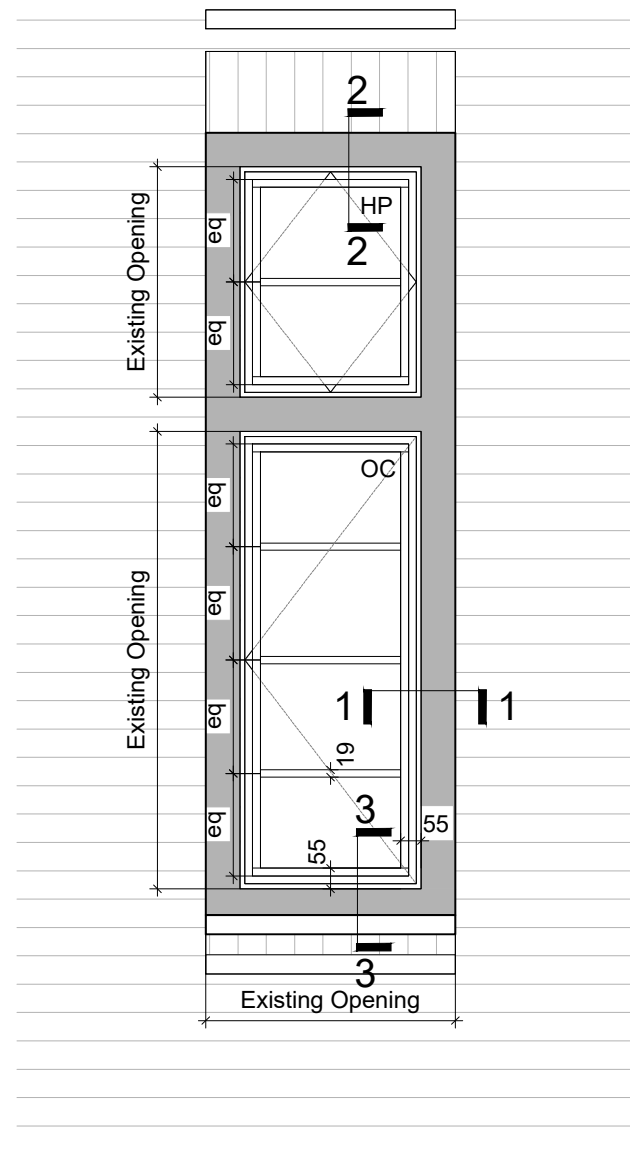 2
HP
2
Existing Opening
eq
eq
OC
Existing Opening
eq
eq
eq
eq
1
1
19
3
55
55
3
Existing Opening